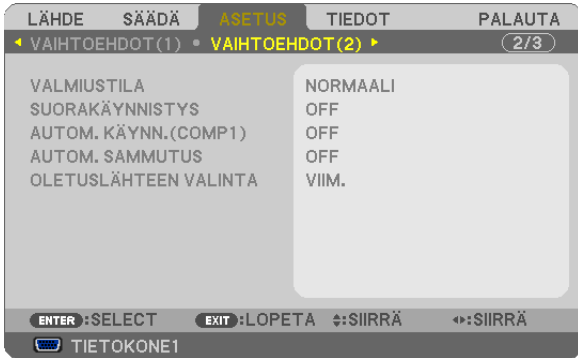 LÄHDE SÄÄDÄ ASETUS TIEDOT PALAUTA
VAIHTOEHDOT(1) • VAIHTOEHDOT(2) 2/3
VALMIUSTILA NORMAALI
SUORAKÄYNNISTYS OFF
AUTOM. KÄYNN.(COMP1) OFF
AUTOM. SAMMUTUS OFF
OLETUSLÄHTEEN VALINTA VIIM.
ENTER :SELECT EXIT :LOPETA :SIIRRÄ :SIIRRÄ
TIETOKONE1